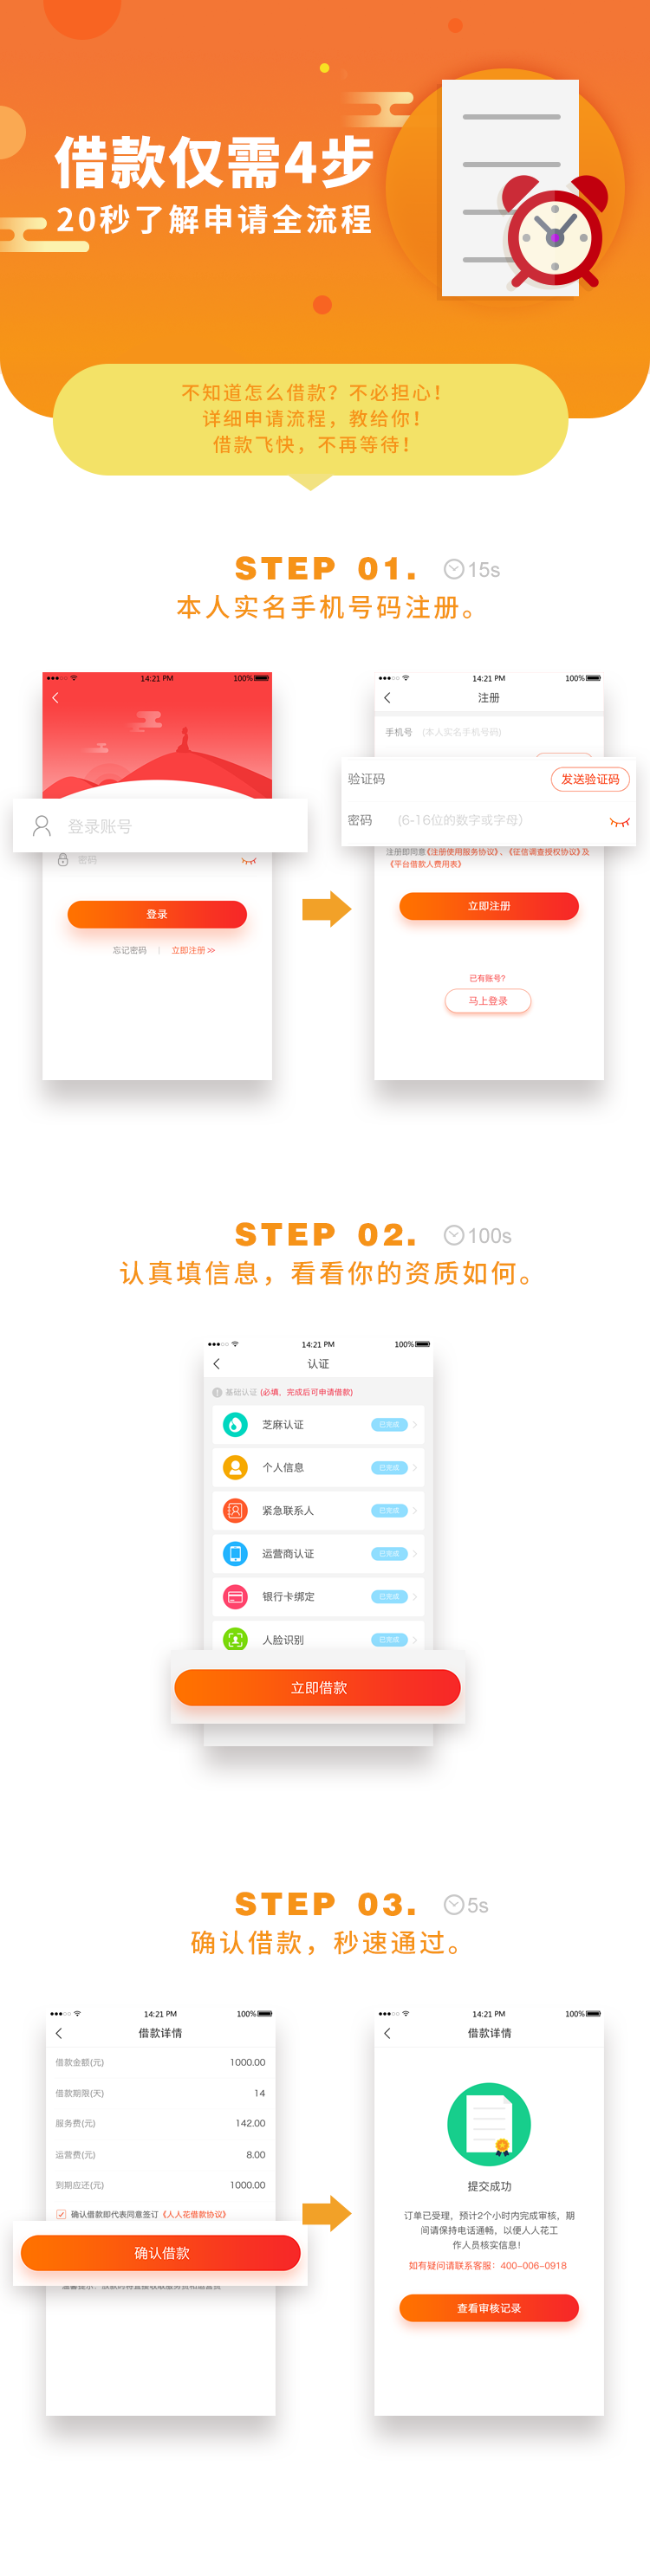 借款仅需4步
20秒了解申请全流程
不知道怎么借款？不必担心！
详细申请流程，教给你！
借款飞快，不再等待！
STEP 01. 15s
本人实名手机号码注册。
14:21 PM 100%
登录账号
密码
登录
忘记密码 | 立即注册 >>
14:21 PM 100%
注册
手机号 (本人实名手机号码)
验证码 发送验证码
密码 (6-16位的数字或字母)
注册即同意《注册使用服务协议》、《征信调查授权协议》及
《平台借款人费用表》
立即注册
已有账号?
马上登录
STEP 02. 100s
认真填信息，看看你的资质如何。
14:21 PM 100%
认证
基础认证 (必填，完成后可申请借款)
芝麻认证 已完成
个人信息 已完成
紧急联系人 已完成
运营商认证 已完成
银行卡绑定 已完成
人脸识别 已完成
立即借款
STEP 03. 5s
确认借款，秒速通过。
14:21 PM 100%
借款详情
借款金额(元) 1000.00
借款期限(天) 14
服务费(元) 142.00
运营费(元) 8.00
到期应还(元) 1000.00
确认借款即代表同意签订《人人花借款协议》
确认借款
14:21 PM 100%
借款详情
提交成功
订单已受理，预计2个小时内完成审核，期
间请保持电话通畅，以便人人花工
作人员核实信息！
如有疑问请联系客服：400-006-0918
查看审核记录